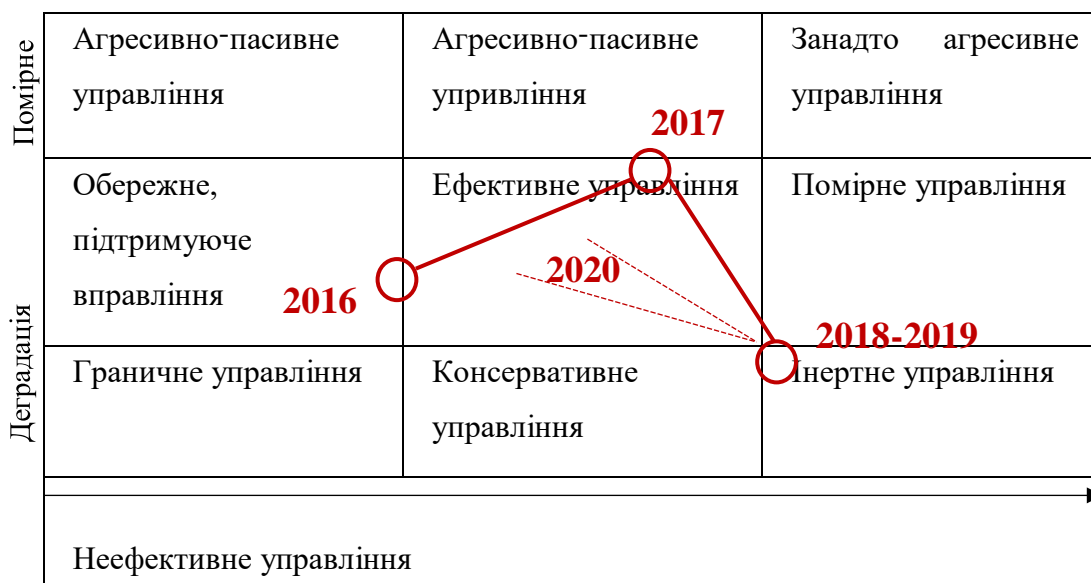 Помірне
Деградація
Агресивно-пасивне
управління
Агресивно-пасивне
упривління
Занадто агресивне
управління
2017
Обережне,
підтримуюче
вправління
Ефективне управління
Помірне управління
2016
2020
2018-2019
Граничне управління
Консервативне
управління
Інертне управління
Неефективне управління